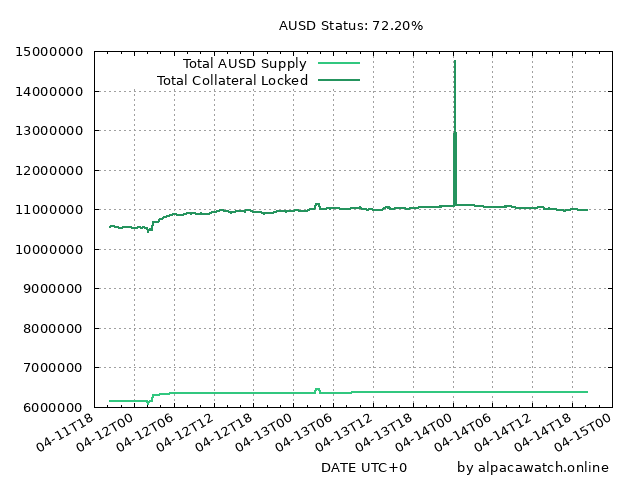 AUSD Status: 72.20%
Total AUSD Supply
Total Collateral Locked
15000000
14000000
13000000
12000000
11000000
10000000
9000000
8000000
7000000
6000000
04-11T18
04-12T00
04-12T06
04-12T12
04-12T18
04-13T00
04-13T06
04-13T12
04-13T18
04-14T00
04-14T06
04-14T12
04-14T18
04-15T00
DATE UTC+0
by alpacawatch.online